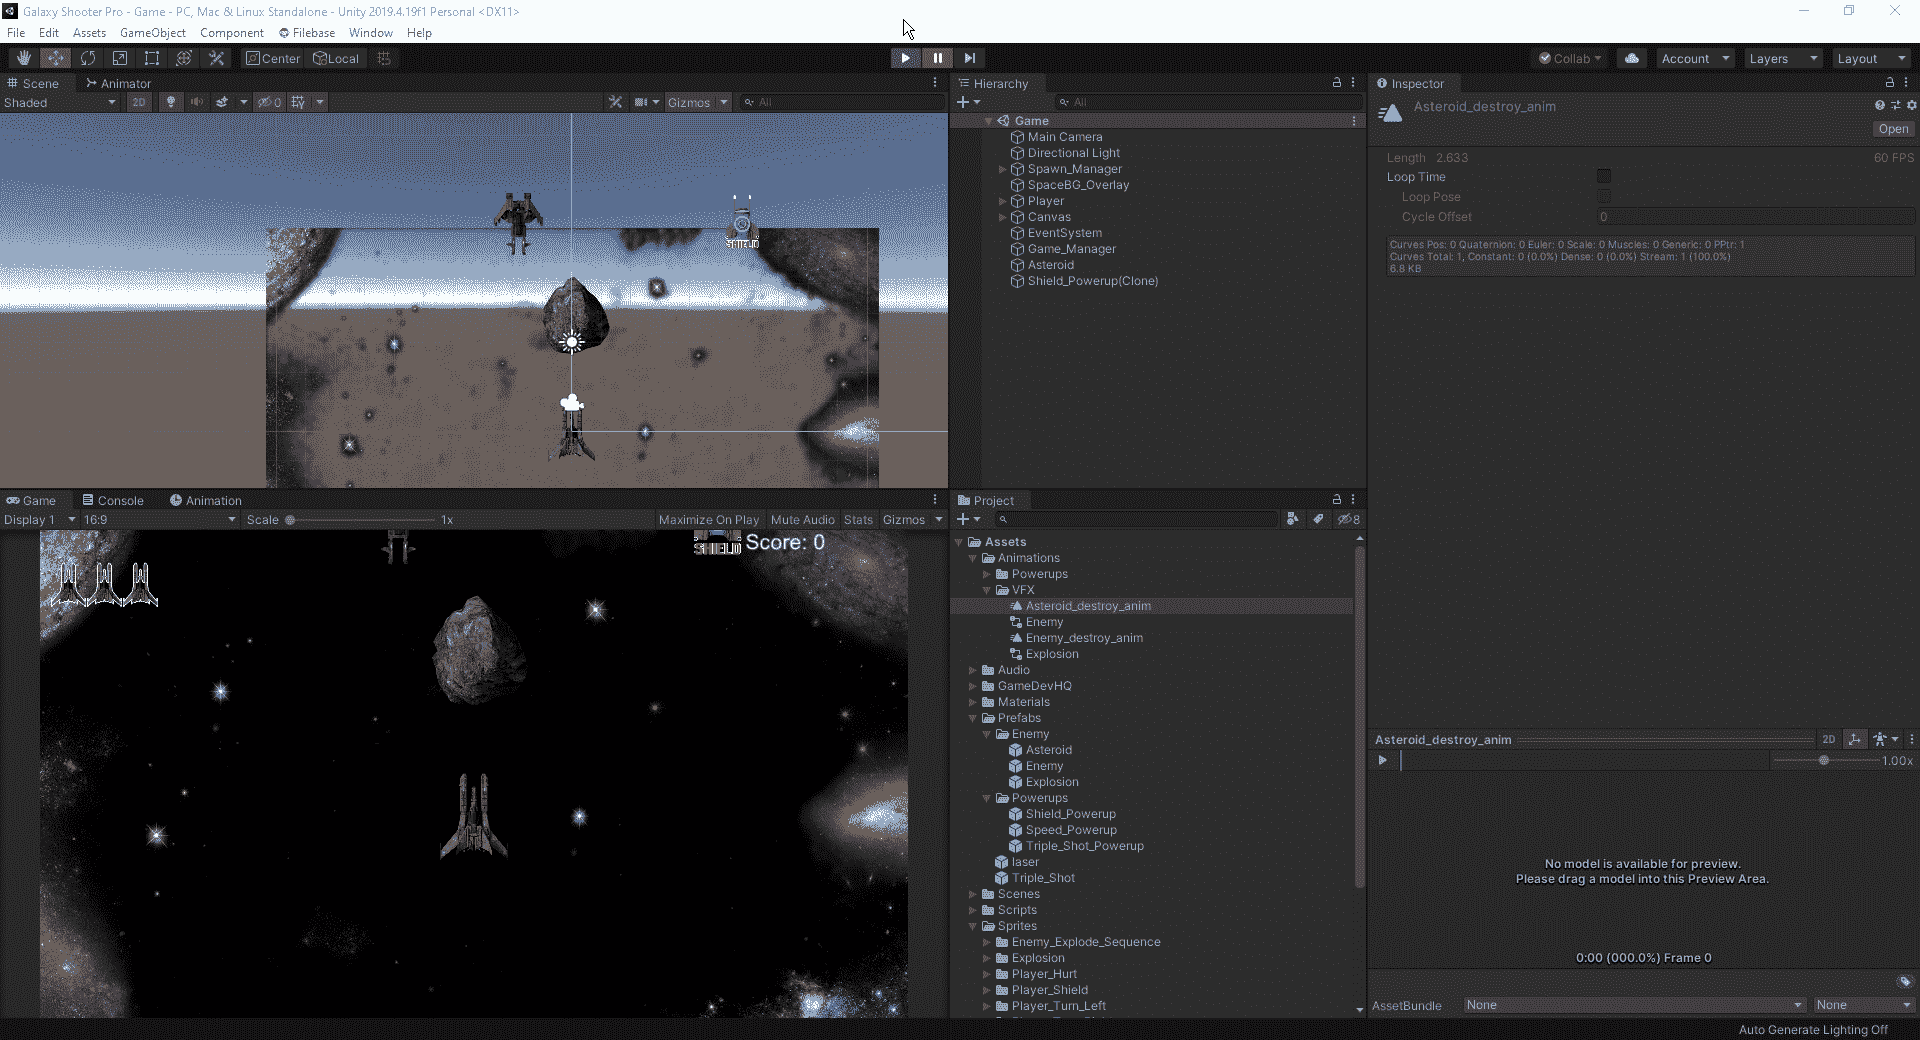 Galaxy Shooter Pro - Game - PC, Mac & Linux Standalone - Unity 2019.4.19f1 Personal <DX11>
File Edit Assets GameObject Component Filebase Window Help
Center Local Collab Account Layers Layout
Scene Animator
Shaded 2D 0 Gizmos All
SHIELD
Game Console Animation
Display 1 16:9 Scale 1x Maximize On Play Mute Audio Stats Gizmos
SHIELD Score: 0
Hierarchy
All
Game
Main Camera
Directional Light
Spawn_Manager
SpaceBG_Overlay
Player
Canvas
EventSystem
Game_Manager
Asteroid
Shield_Powerup(Clone)
Project
8
Assets
Animations
Powerups
VFX
Asteroid_destroy_anim
Enemy
Enemy_destroy_anim
Explosion
Audio
GameDevHQ
Materials
Prefabs
Enemy
Asteroid
Enemy
Explosion
Powerups
Shield_Powerup
Speed_Powerup
Triple_Shot_Powerup
laser
Triple_Shot
Scenes
Scripts
Sprites
Enemy_Explode_Sequence
Explosion
Player_Hurt
Player_Shield
Player_Turn_Left
Inspector
Asteroid_destroy_anim
Open
Length 2.633 60 FPS
Loop Time
Loop Pose
Cycle Offset 0
Curves Pos: 0 Quaternion: 0 Euler: 0 Scale: 0 Muscles: 0 Generic: 0 PPtr: 1
Curves Total: 1, Constant: 0 (0.0%) Dense: 0 (0.0%) Stream: 1 (100.0%)
6.8 KB
Asteroid_destroy_anim 2D
1.00x
No model is available for preview.
Please drag a model into this Preview Area.
0:00 (000.0%) Frame 0
AssetBundle None None
Auto Generate Lighting Off